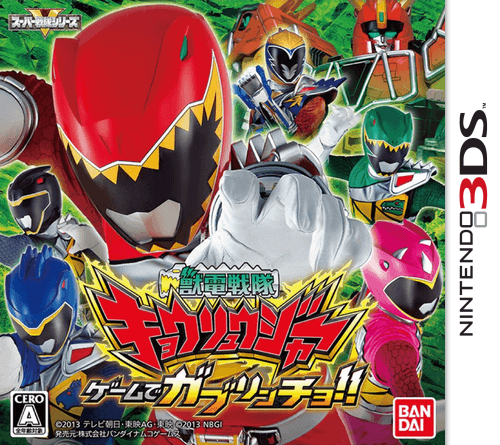 スーパー戦隊シリーズ
NINTENDO 3DS
TM
獣電戦隊
キョウリュウジャー
ゲームでガブリンチョ!!
CERO
A
全年齢対象
©2013 テレビ朝日・東映AG・東映 ©2013 NBGI
発売元:株式会社バンダイナムコゲームス
BAN
DAI